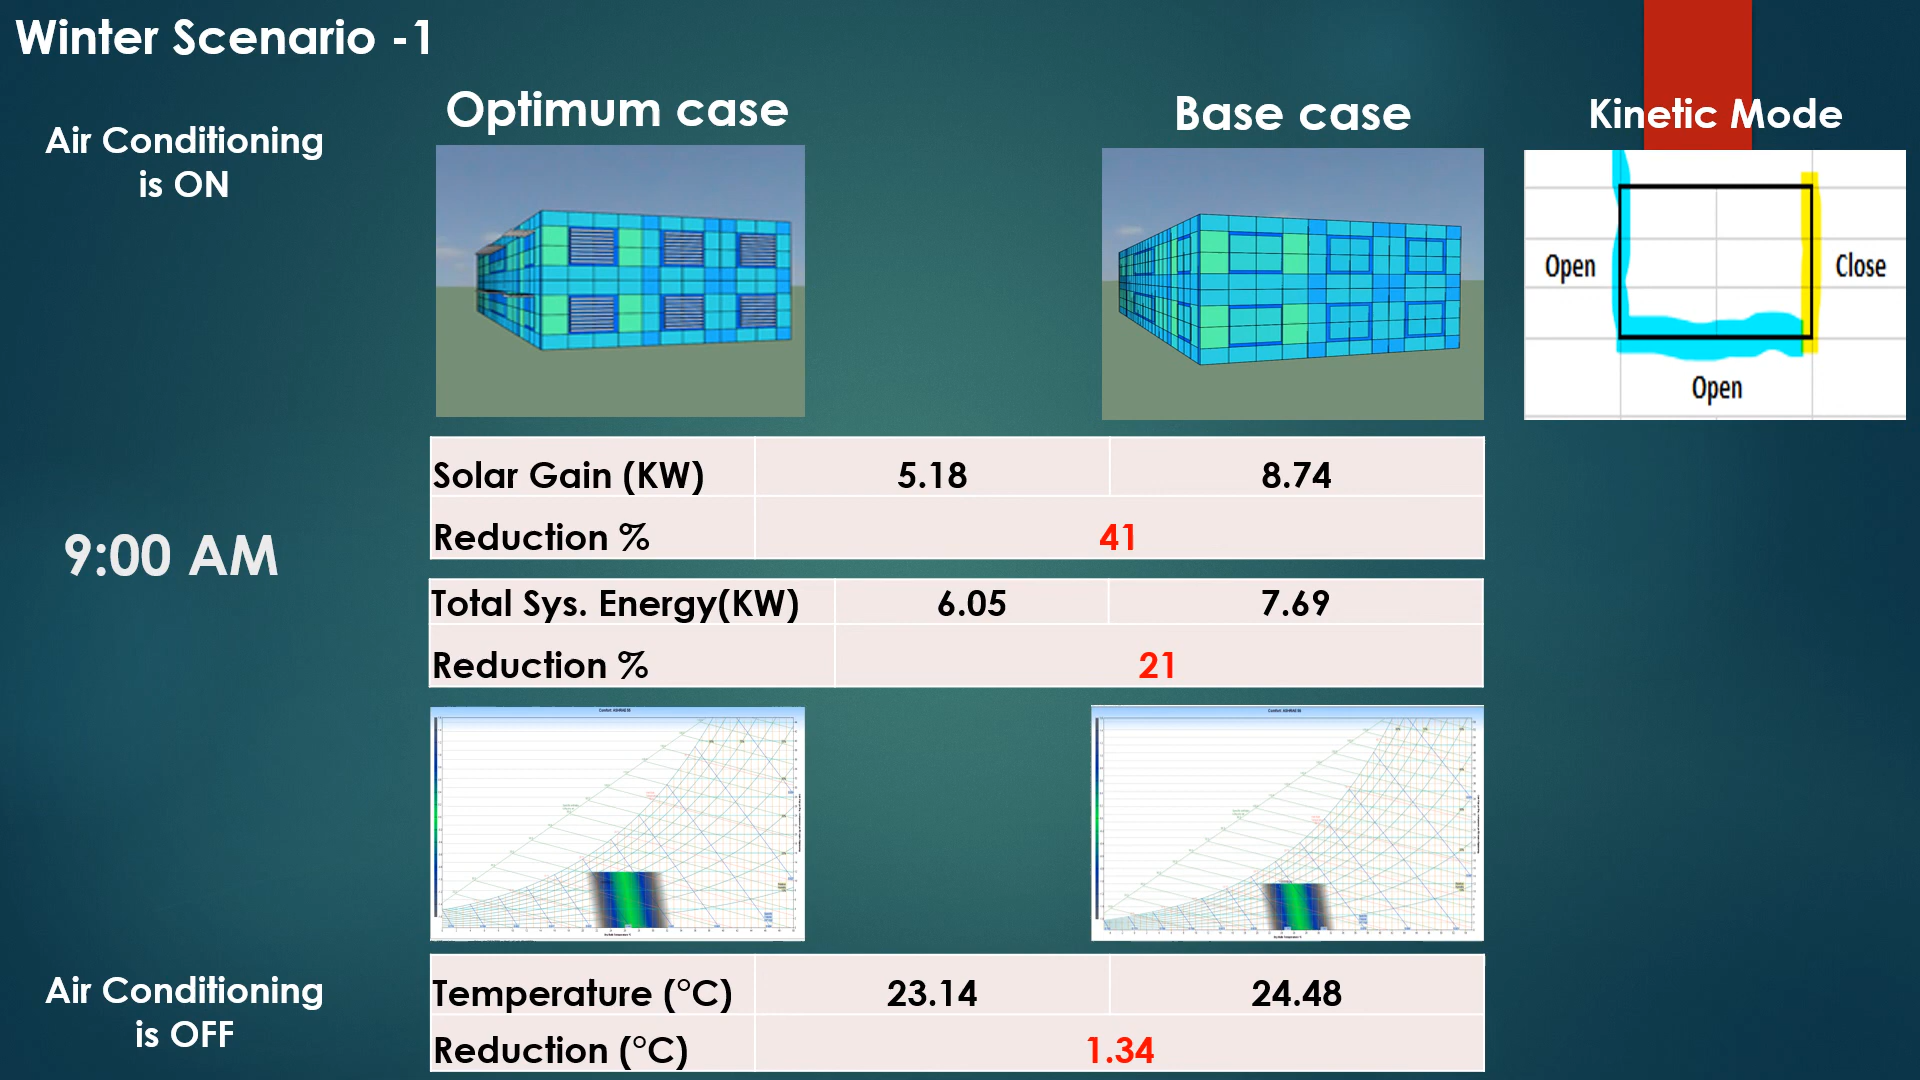 Winter Scenario -1
Air Conditioning
is ON
Optimum case
Base case
Kinetic Mode
Open
Close
Open
Solar Gain (KW) 5.18 8.74
Reduction % 41
9:00 AM
Total Sys. Energy(KW) 6.05 7.69
Reduction % 21
Air Conditioning
is OFF
Temperature (°C) 23.14 24.48
Reduction (°C) 1.34